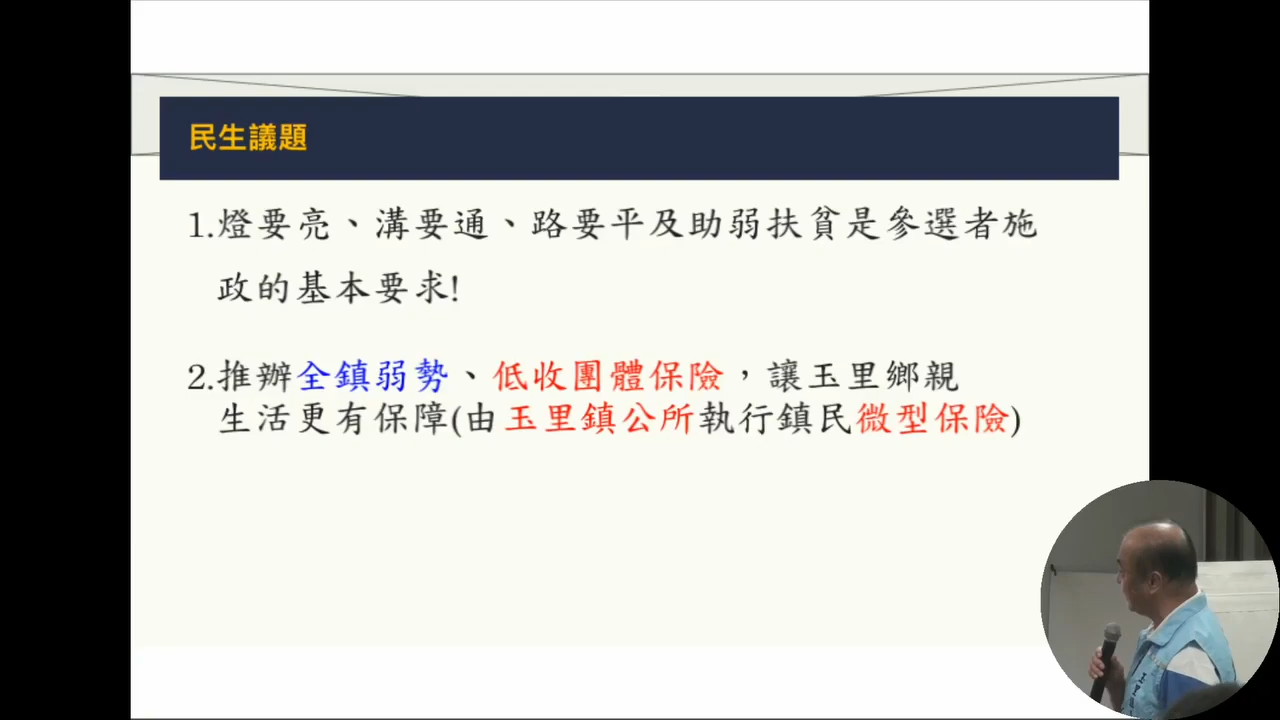 民生議題
1.燈要亮、溝要通、路要平及助弱扶貧是參選者施
政的基本要求!
2.推辦全鎮弱勢、低收團體保險，讓玉里鄉親
生活更有保障(由玉里鎮公所執行鎮民微型保險)